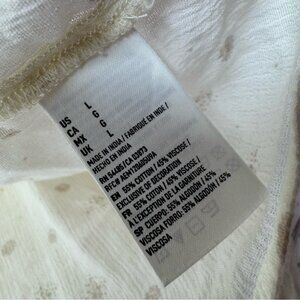 US L
CA G
MX G
UK L
MADE IN INDIA / FABRIQUÉ EN INDE /
HECHO EN INDIA
RN 54485 / CA 03973
EN 55% COTTON / 45% VISCOSE /
EXCLUSIVE OF DECORATION
FR 55% COTON / 45% VISCOSE /
À L'EXCEPTION DE LA GARNITURE
SP CUERPO: 55% ALGODÓN / 45%
VISCOSA FORRO: 55% ALGODÓN / 45%
VISCOSA